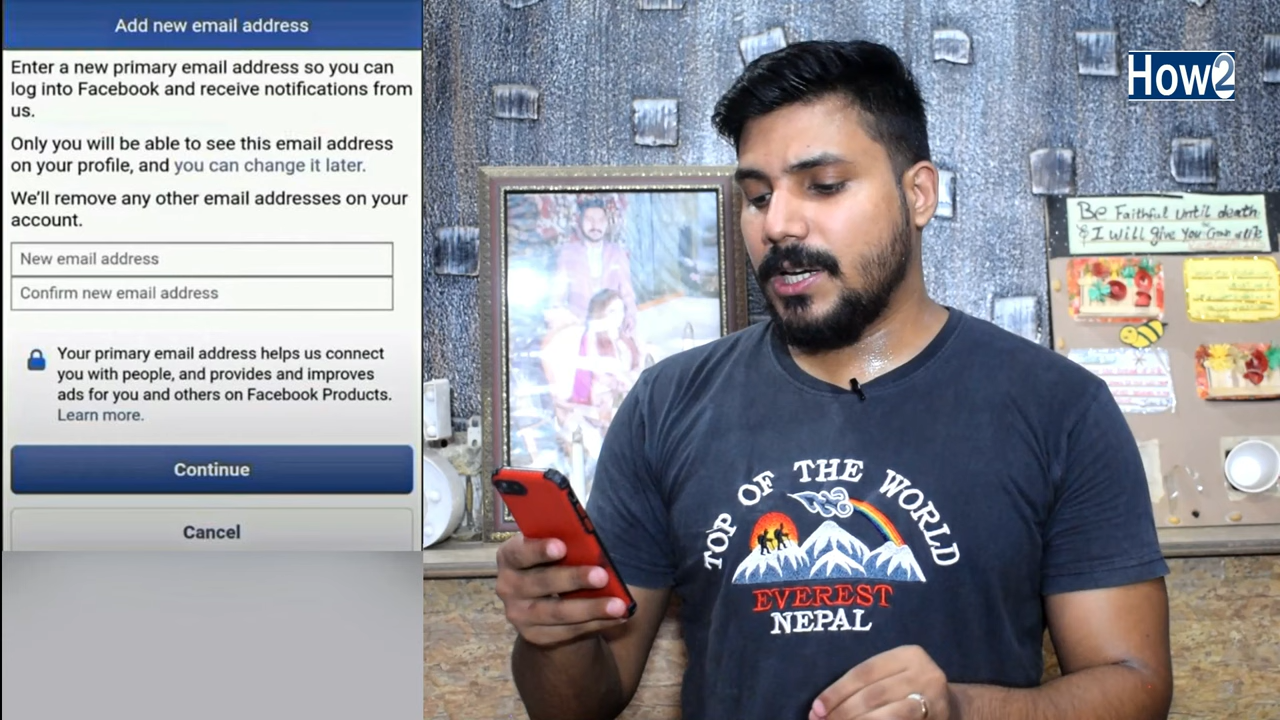 Add new email address
Enter a new primary email address so you can
log into Facebook and receive notifications from
us.
Only you will be able to see this email address
on your profile, and you can change it later.
We'll remove any other email addresses on your
account.
New email address
Confirm new email address
Your primary email address helps us connect
you with people, and provides and improves
ads for you and others on Facebook Products.
Learn more.
Continue
Cancel
How2
Be Faithful until death
& I will give You
TOP OF THE WORLD
EVEREST
NEPAL